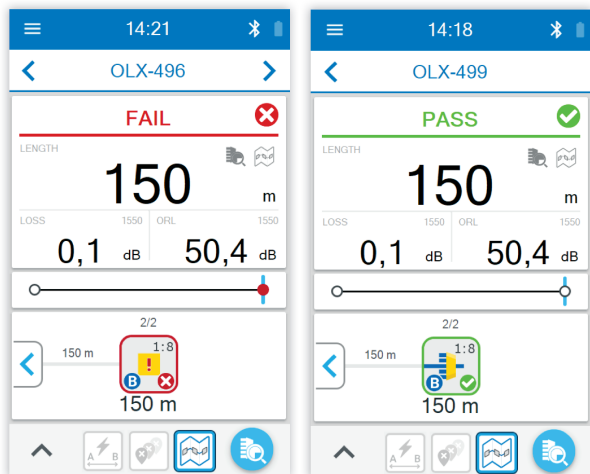 14:21
OLX-496
FAIL
LENGTH
150 m
LOSS 1550 ORL 1550
0,1 dB 50,4 dB
2/2
150 m
1:8
!
B
150 m
A B
14:18
OLX-499
PASS
LENGTH
150 m
LOSS 1550 ORL 1550
0,1 dB 50,4 dB
2/2
150 m
1:8
B
150 m
A B